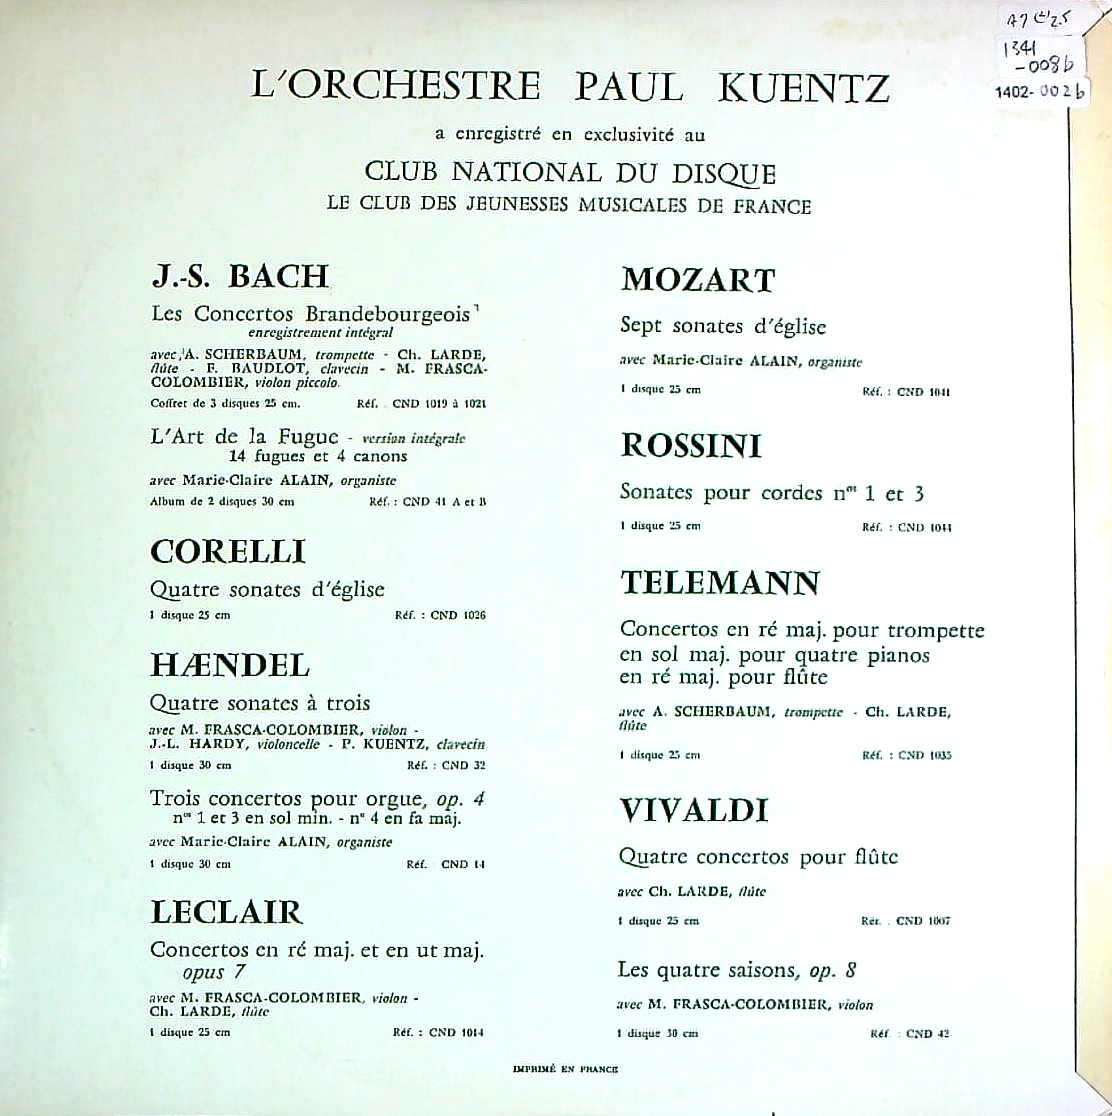 A7 (4) 25
1341
-008b
1402-002b
L'ORCHESTRE PAUL KUENTZ
a enregistré en exclusivité au
CLUB NATIONAL DU DISQUE
LE CLUB DES JEUNESSES MUSICALES DE FRANCE
J.-S. BACH
Les Concertos Brandebourgeois
enregistrement intégral
avec A. SCHERBAUM, trompette - Ch. LARDE,
flûte - F. BAUDLOT, clavecin - M. FRASCA-
COLOMBIER, violon piccolo.
Coffret de 3 disques 25 cm. Réf. CND 1019 à 1021
L'Art de la Fugue - version intégrale
14 fugues et 4 canons
avec Marie-Claire ALAIN, organiste
Album de 2 disques 30 cm Réf. : CND 41 A et B
CORELLI
Quatre sonates d'église
1 disque 25 cm Réf. : CND 1026
HÆNDEL
Quatre sonates à trois
avec M. FRASCA-COLOMBIER, violon -
J.-L. HARDY, violoncelle - P. KUENTZ, clavecin
1 disque 30 cm Réf. : CND 32
Trois concertos pour orgue, op. 4
nos 1 et 3 en sol min. - no 4 en fa maj.
avec Marie-Claire ALAIN, organiste
1 disque 30 cm Réf. CND 14
LECLAIR
Concertos en ré maj. et en ut maj.
opus 7
avec M. FRASCA-COLOMBIER, violon -
Ch. LARDE, flûte
1 disque 25 cm Réf. : CND 1014
MOZART
Sept sonates d'église
avec Marie-Claire ALAIN, organiste
1 disque 25 cm Réf. : CND 1041
ROSSINI
Sonates pour cordes nos 1 et 3
1 disque 25 cm Réf. : CND 1044
TELEMANN
Concertos en ré maj. pour trompette
en sol maj. pour quatre pianos
en ré maj. pour flûte
avec A. SCHERBAUM, trompette - Ch. LARDE,
flûte
1 disque 25 cm Réf. : CND 1035
VIVALDI
Quatre concertos pour flûte
avec Ch. LARDE, flûte
1 disque 25 cm Réf. CND 1007
Les quatre saisons, op. 8
avec M. FRASCA-COLOMBIER, violon
1 disque 30 cm Réf : CND 42
IMPRIMÉ EN FRANCE